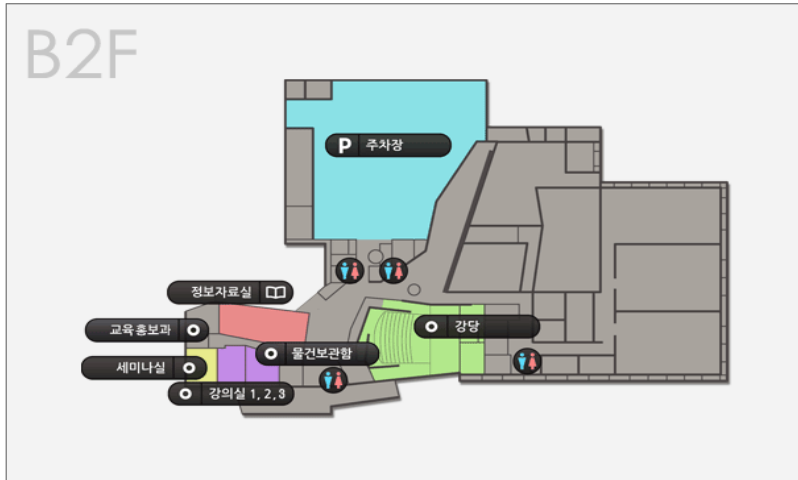 B2F
P 주차장
정보자료실
교육홍보과
강당
물건보관함
세미나실
강의실 1, 2, 3